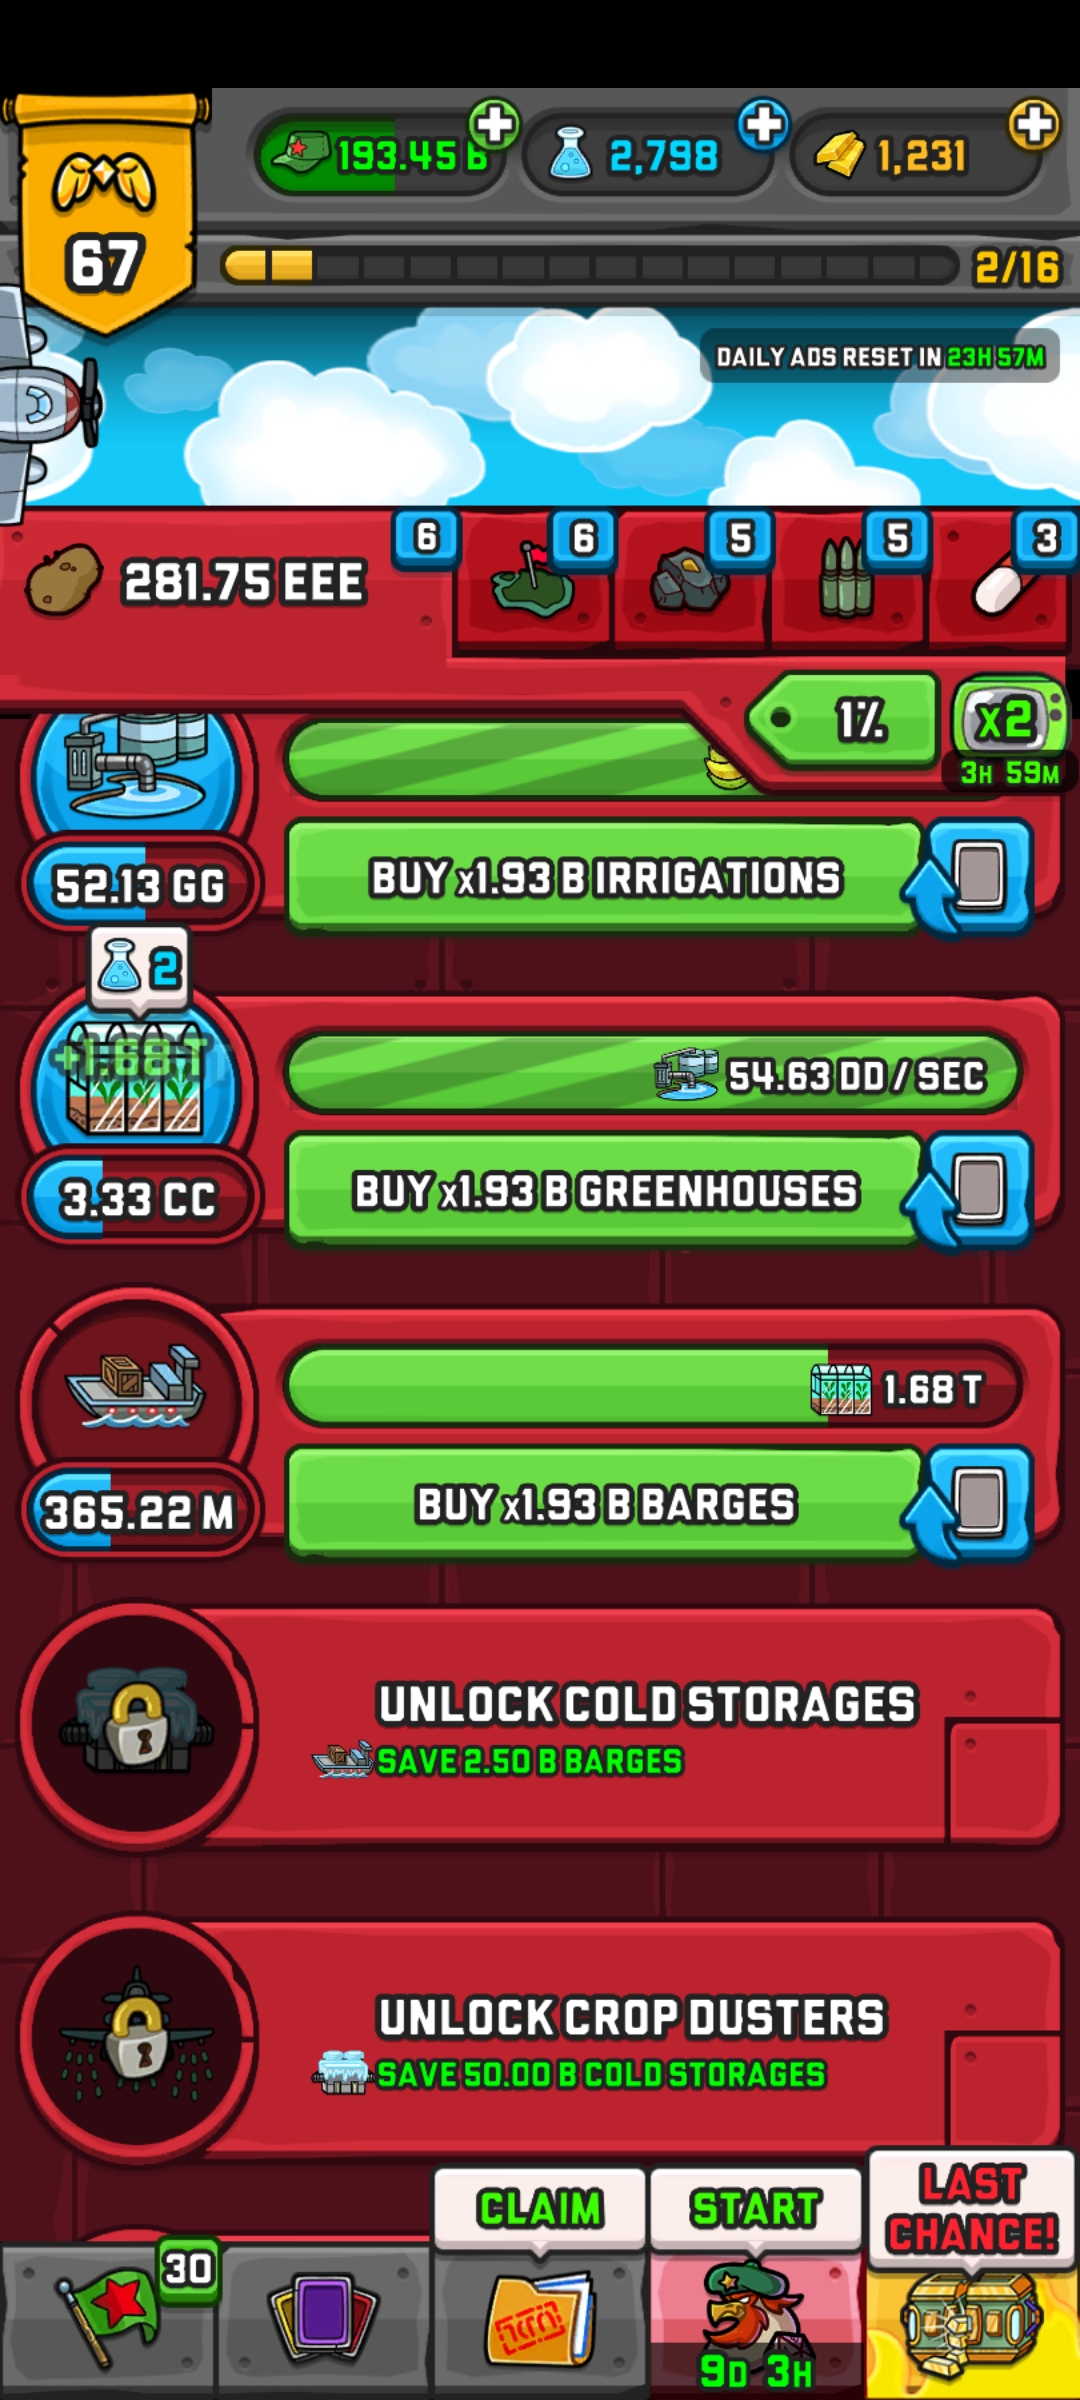 193.45 B
2,798
1,231
67
2/16
DAILY ADS RESET IN 23H 57M
281.75 EEE
6
6
5
5
3
1%
x2
3H 59M
52.13 GG
BUY x1.93 B IRRIGATIONS
2
+1.68 T
54.63 DD / SEC
3.33 CC
BUY x1.93 B GREENHOUSES
1.68 T
365.22 M
BUY x1.93 B BARGES
UNLOCK COLD STORAGES
SAVE 2.50 B BARGES
UNLOCK CROP DUSTERS
SAVE 50.00 B COLD STORAGES
CLAIM
START
LAST
CHANCE!
30
9D 3H